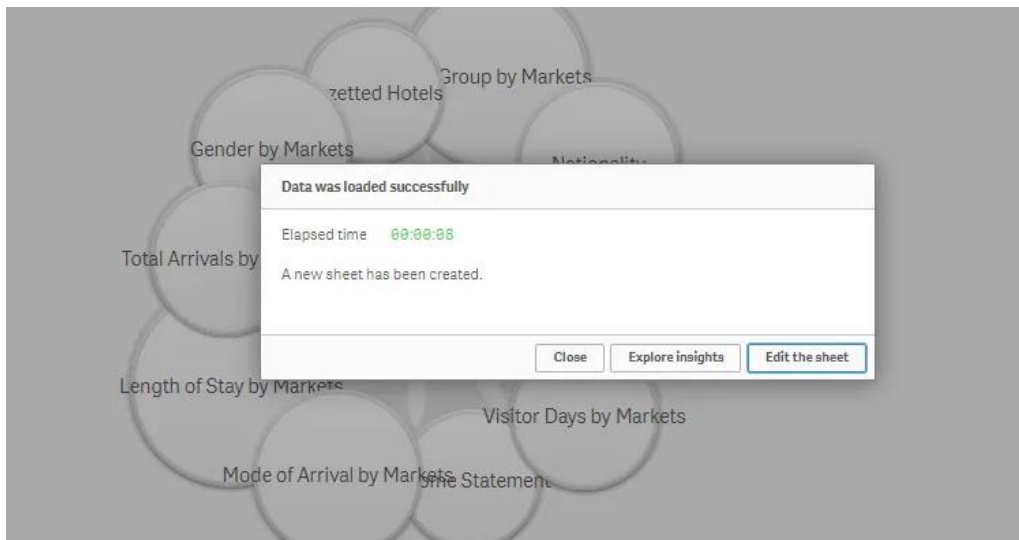 Group by Markets
zetted Hotels
Gender by Markets
Nationality
Data was loaded successfully
Elapsed time 00:00:08
A new sheet has been created.
Total Arrivals by
Close Explore insights Edit the sheet
Length of Stay by Markets
Visitor Days by Markets
Mode of Arrival by Markets
ome Statement